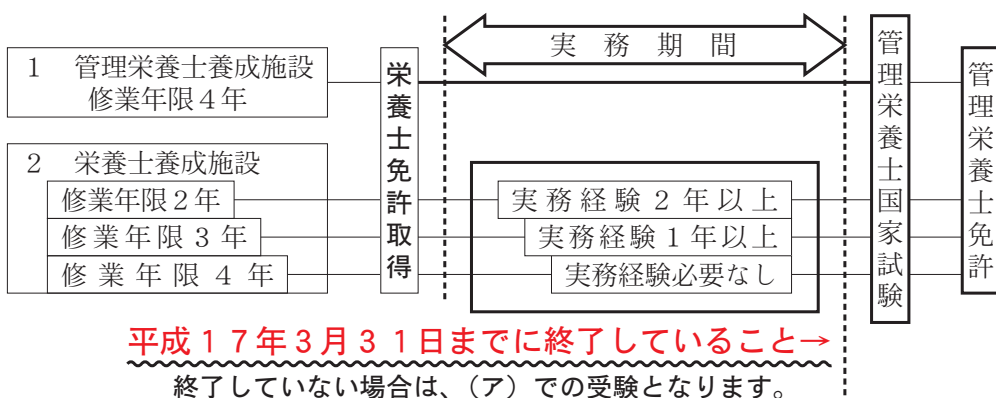 実務期間
1 管理栄養士養成施設
修業年限4年
栄養士免許取得
管理栄養士国家試験
管理栄養士免許
2 栄養士養成施設
修業年限2年
修業年限3年
修業年限4年
実務経験2年以上
実務経験1年以上
実務経験必要なし
平成17年3月31日までに終了していること→
終了していない場合は、(ア)での受験となります。